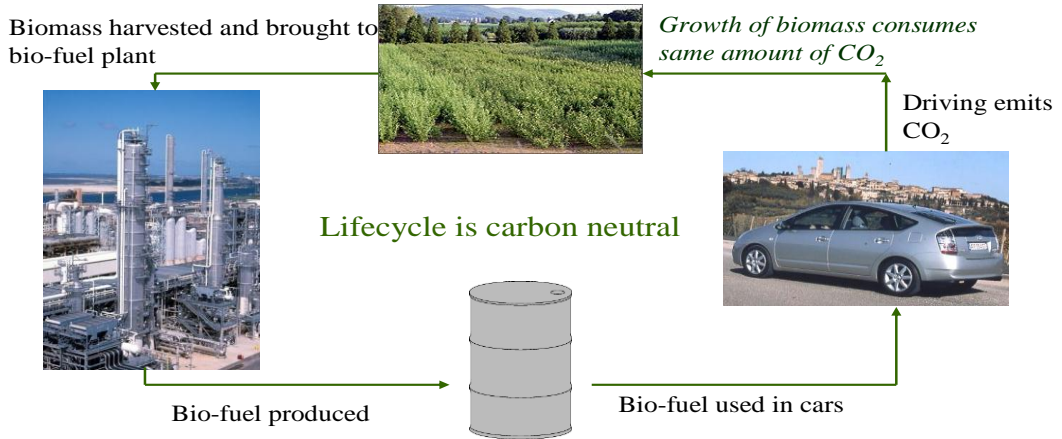 Biomass harvested and brought to
bio-fuel plant
Growth of biomass consumes
same amount of CO₂
Driving emits
CO₂
Lifecycle is carbon neutral
Bio-fuel produced
Bio-fuel used in cars